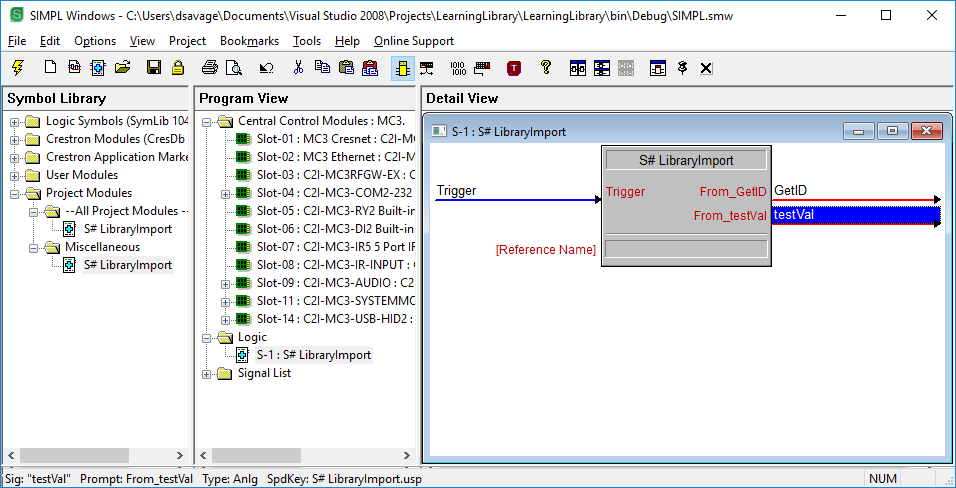 SIMPL Windows - C:\Users\dsavage\Documents\Visual Studio 2008\Projects\LearningLibrary\LearningLibrary\bin\Debug\SIMPL.smw
File Edit Options View Project Bookmarks Tools Help Online Support
Symbol Library
Logic Symbols (SymLib 104
Crestron Modules (CresDb
Crestron Application Marke
User Modules
Project Modules
--All Project Modules --
S# LibraryImport
Miscellaneous
S# LibraryImport
Program View
Central Control Modules : MC3.
Slot-01 : MC3 Cresnet : C2I-MC
Slot-02 : MC3 Ethernet : C2I-M
Slot-03 : C2I-MC3RFGW-EX : C
Slot-04 : C2I-MC3-COM2-232
Slot-05 : C2I-MC3-RY2 Built-in
Slot-06 : C2I-MC3-DI2 Built-in
Slot-07 : C2I-MC3-IR5 5 Port IF
Slot-08 : C2I-MC3-IR-INPUT : C
Slot-09 : C2I-MC3-AUDIO : C2
Slot-11 : C2I-MC3-SYSTEMMC
Slot-14 : C2I-MC3-USB-HID2 :
Logic
S-1 : S# LibraryImport
Signal List
Detail View
S-1 : S# LibraryImport
S# LibraryImport
Trigger Trigger From_GetID GetID
From_testVal testVal
[Reference Name]
Sig: "testVal" Prompt: From_testVal Type: Anlg SpdKey: S# LibraryImport.usp NUM